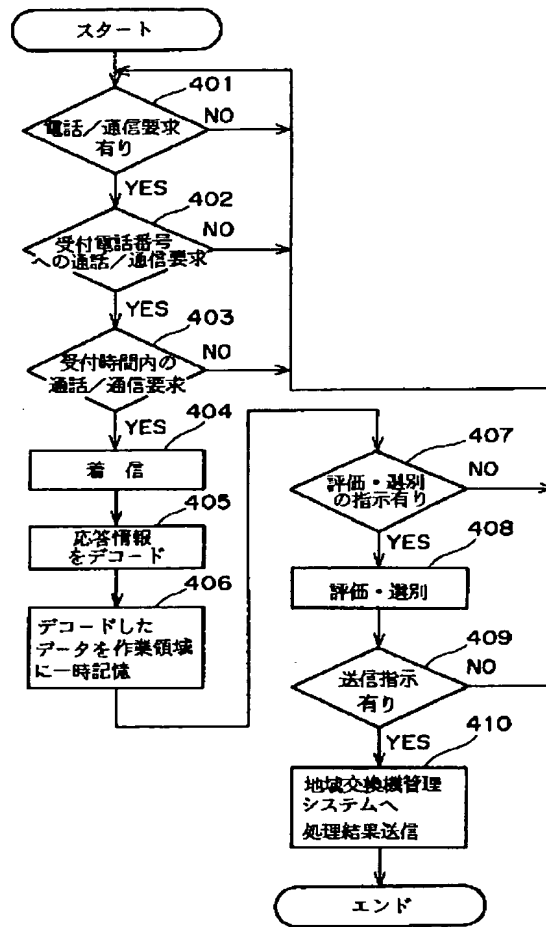 スタート
401
電話／通信要求
有り
NO
YES
402
受付電話番号
への通話／通信要求
NO
YES
403
受付時間内の
通話／通信要求
NO
YES
404
着 信
405
応答情報
をデコード
406
デコードした
データを作業領域
に一時記憶
407
評価・選別
の指示有り
NO
YES
408
評価・選別
409
送信指示
有り
NO
YES
410
地域交換機管理
システムへ
処理結果送信
エンド